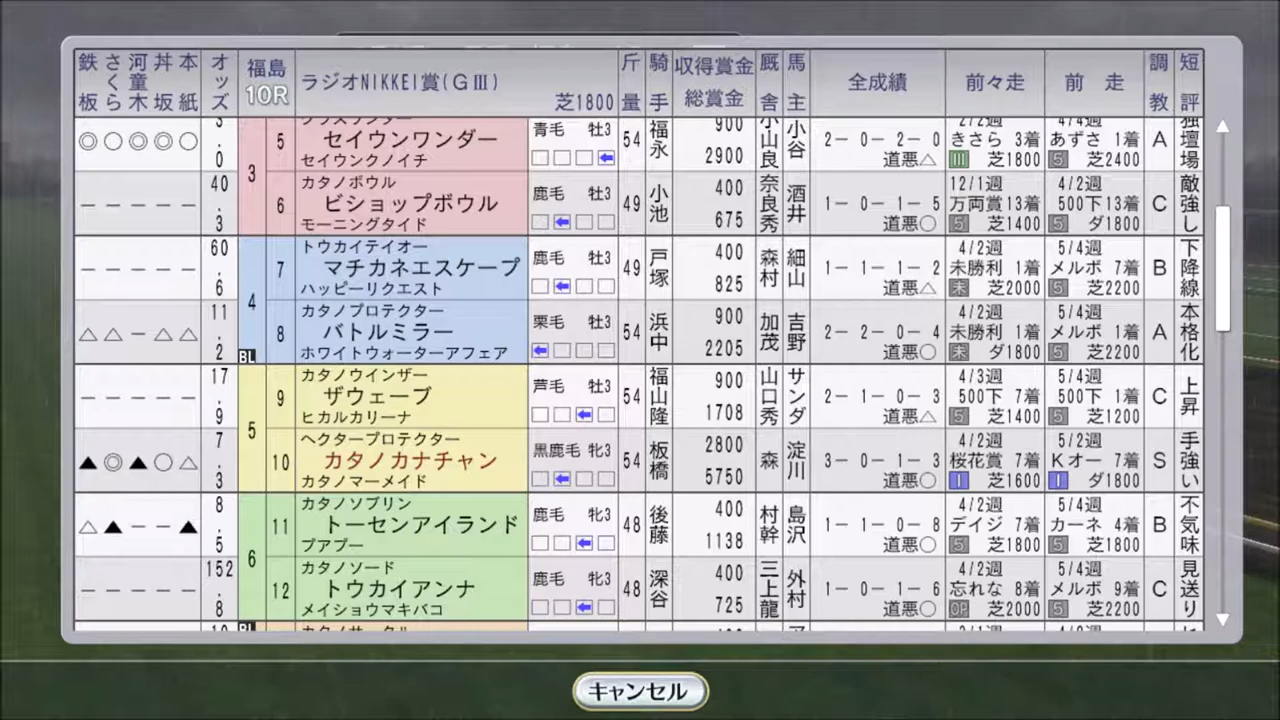 鉄板 さくら 河童木 丼坂 本紙 オッズ 福島 10R ラジオNIKKEI賞(GⅢ) 芝1800 斤量 騎手 収得賞金 総賞金 厩舎 馬主 全成績 前々走 前走 調教 短評
◎ ○ ◎ ◎ ○ .0 3 5 セイウンワンダー セイウンクノイチ 青毛 牡3 54 福永 900 2900 小山良 小谷 2-0-2-0 道悪△ きさら 3着 Ⅲ 芝1800 あずさ 1着 5 芝2400 A 独壇場
－ － － － － 40.3 6 カタノボウル ビショップボウル モーニングタイド 鹿毛 牡3 49 小池 400 675 奈良秀 酒井 1-0-1-5 道悪○ 12/1週 万両賞 13着 5 芝1400 4/2週 500下 13着 5 ダ1800 C 敵強し
－ － － － － 60.6 4 7 トウカイテイオー マチカネエスケープ ハッピーリクエスト 鹿毛 牡3 49 戸塚 400 825 森村 細山 1-1-1-2 道悪△ 4/2週 未勝利 1着 未 芝2000 5/4週 メルボ 7着 5 芝2200 B 下降線
△ △ － △ △ 11.2 BL 8 カタノプロテクター バトルミラー ホワイトウォーターアフェア 栗毛 牡3 54 浜中 900 2205 加茂 吉野 2-2-0-4 道悪○ 4/2週 未勝利 1着 未 ダ1800 5/4週 メルボ 1着 5 芝2200 A 本格化
－ － － － － 17.9 5 9 カタノウインザー ザウェーブ ヒカルカリーナ 芦毛 牡3 54 福山隆 900 1708 山口秀 サンダ 2-1-0-3 道悪△ 4/3週 500下 7着 5 芝1400 5/4週 500下 1着 5 芝1200 C 上昇
▲ ◎ ▲ ○ △ 7.3 10 ヘクタープロテクター カタノカナチャン カタノマーメイド 黒鹿毛 牝3 54 板橋 2800 5750 森 淀川 3-0-1-3 道悪○ 4/2週 桜花賞 7着 Ⅰ 芝1600 5/2週 Kオー 7着 Ⅰ ダ1800 S 手強い
△ ▲ － － ▲ 8.5 6 11 カタノソブリン トーセンアイランド プアプー 鹿毛 牝3 48 後藤 400 1138 村幹 島沢 1-1-0-8 道悪○ 4/2週 デイジ 7着 5 芝1800 5/4週 カーネ 4着 5 芝1800 B 不気味
－ － － － － 152.8 12 カタノソード トウカイアンナ メイショウマキバコ 鹿毛 牝3 48 深谷 400 725 三上龍 外村 1-0-1-6 道悪○ 4/2週 忘れな 8着 OP 芝2000 5/4週 メルボ 9着 5 芝2200 C 見送り
キャンセル